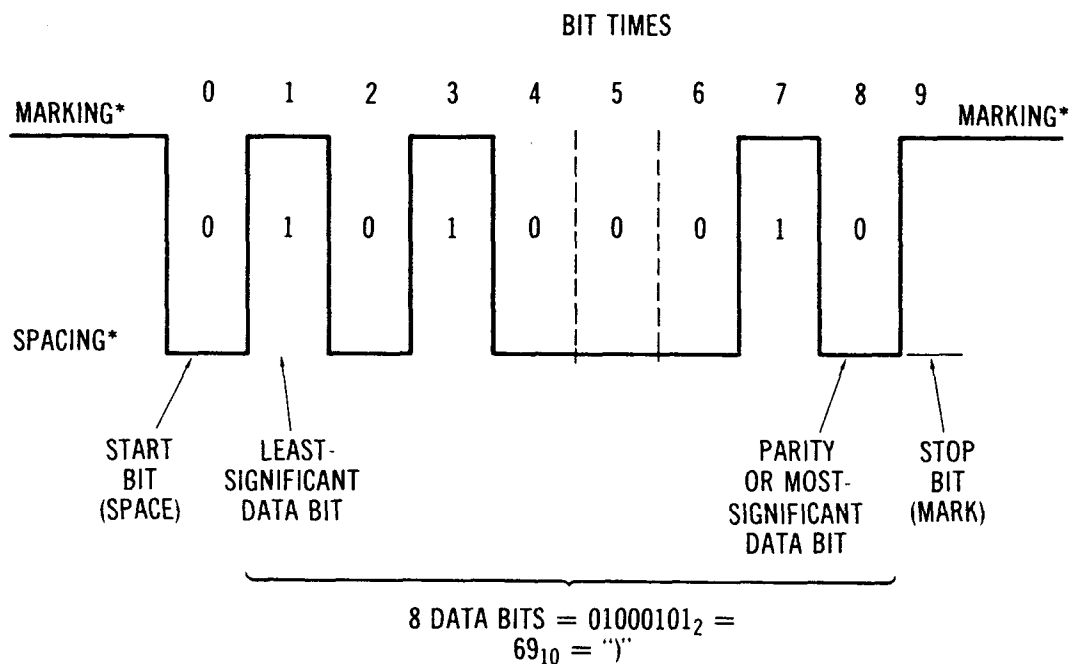 BIT TIMES
0 1 2 3 4 5 6 7 8 9
MARKING* MARKING*
0 1 0 1 0 0 0 1 0
SPACING*
START
BIT
(SPACE)
LEAST-
SIGNIFICANT
DATA BIT
PARITY
OR MOST-
SIGNIFICANT
DATA BIT
STOP
BIT
(MARK)
8 DATA BITS = 01000101₂ =
69₁₀ = “)”